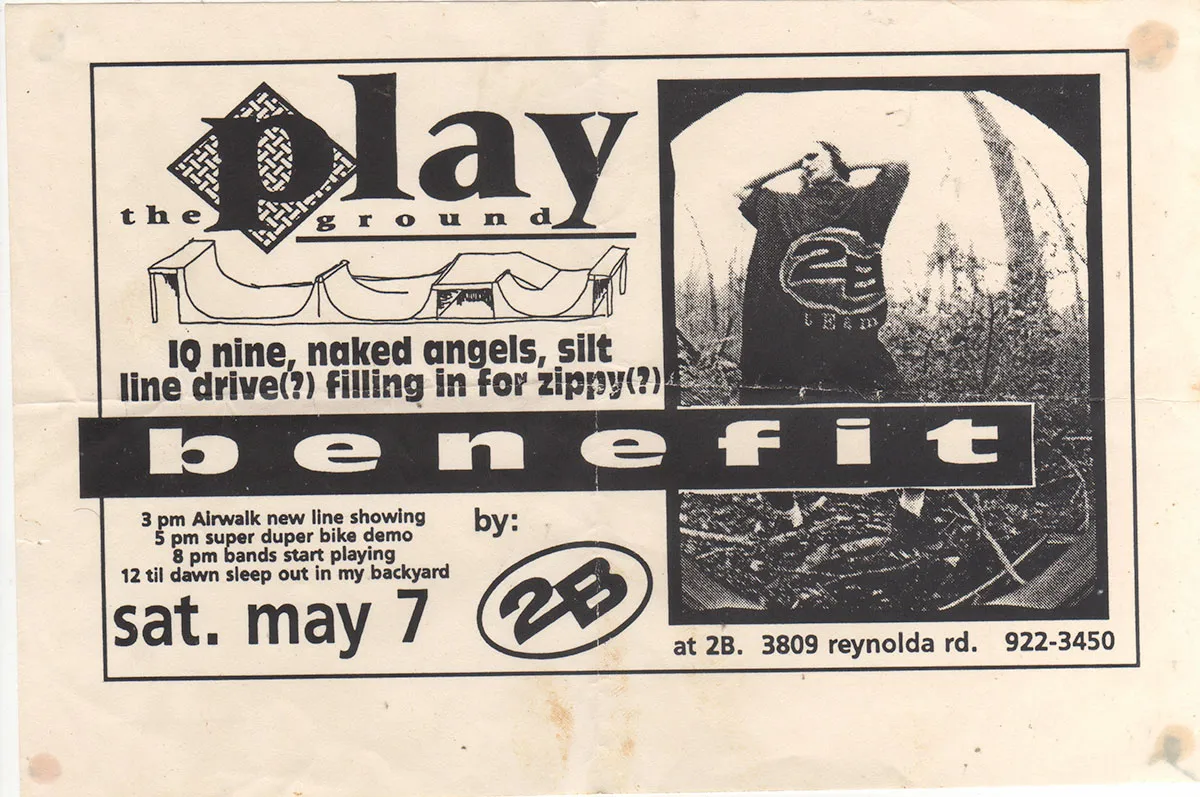 play
the ground
IQ nine, naked angels, silt
line drive(?) filling in for zippy(?)
benefit
3 pm Airwalk new line showing
5 pm super duper bike demo
8 pm bands start playing
12 til dawn sleep out in my backyard
sat. may 7
by:
2B
2B
tEam
at 2B. 3809 reynolda rd. 922-3450